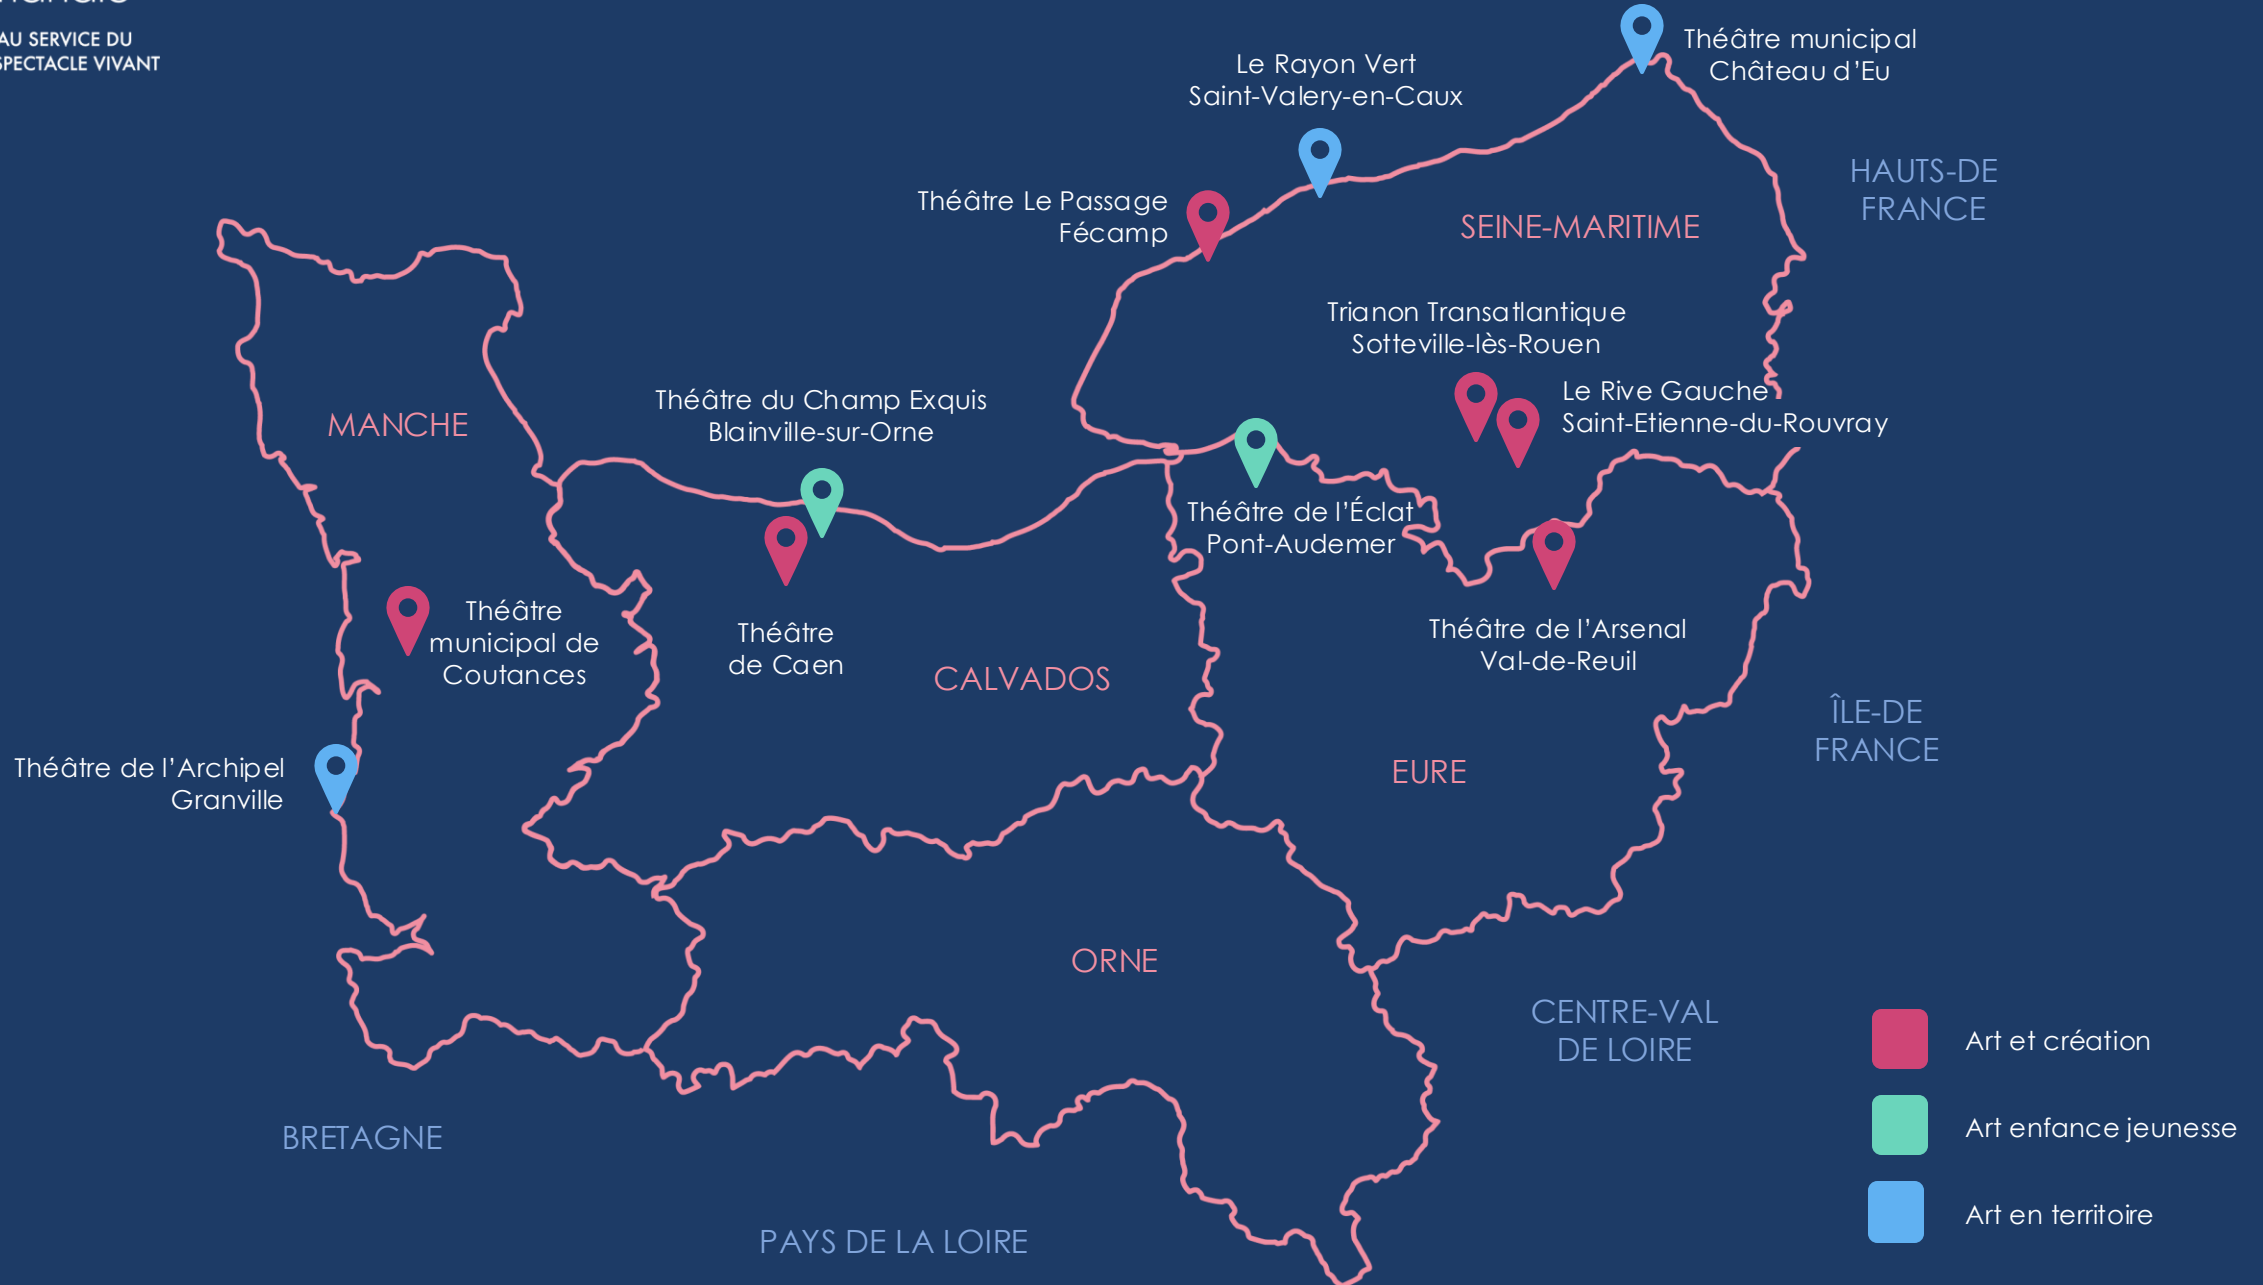 AU SERVICE DU
SPECTACLE VIVANT
Théâtre municipal
Château d’Eu
Le Rayon Vert
Saint-Valery-en-Caux
HAUTS-DE
FRANCE
Théâtre Le Passage
Fécamp
SEINE-MARITIME
Trianon Transatlantique
Sotteville-lès-Rouen
Le Rive Gauche
Saint-Etienne-du-Rouvray
Théâtre du Champ Exquis
Blainville-sur-Orne
MANCHE
Théâtre de l’Éclat
Pont-Audemer
Théâtre
municipal de
Coutances
Théâtre
de Caen
CALVADOS
Théâtre de l’Arsenal
Val-de-Reuil
ÎLE-DE
FRANCE
Théâtre de l’Archipel
Granville
EURE
ORNE
CENTRE-VAL
DE LOIRE
BRETAGNE
PAYS DE LA LOIRE
Art et création
Art enfance jeunesse
Art en territoire